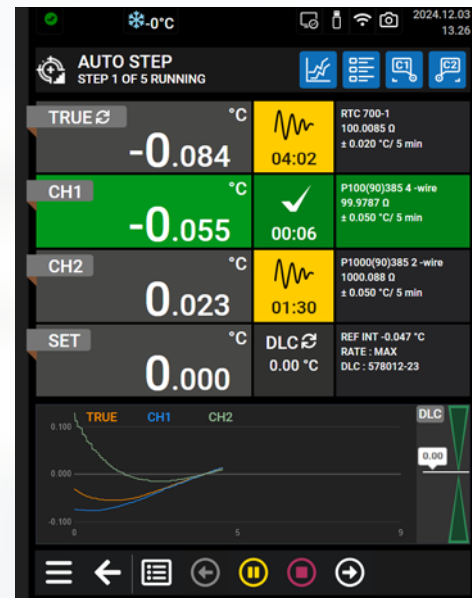 -0°C
2024.12.03
13.26
AUTO STEP
STEP 1 OF 5 RUNNING
C1
C2
TRUE
°C
-0.084
04:02
RTC 700-1
100.0085 Ω
± 0.020 °C/ 5 min
CH1
°C
-0.055
00:06
P100(90)385 4 -wire
99.9787 Ω
± 0.050 °C/ 5 min
CH2
°C
0.023
01:30
P1000(90)385 2 -wire
1000.088 Ω
± 0.050 °C/ 5 min
SET
°C
0.000
DLC
0.00 °C
REF INT -0.047 °C
RATE : MAX
DLC : 578012-23
TRUE CH1 CH2
DLC
0.100
0.00
0.000
-0.100
0 5 9